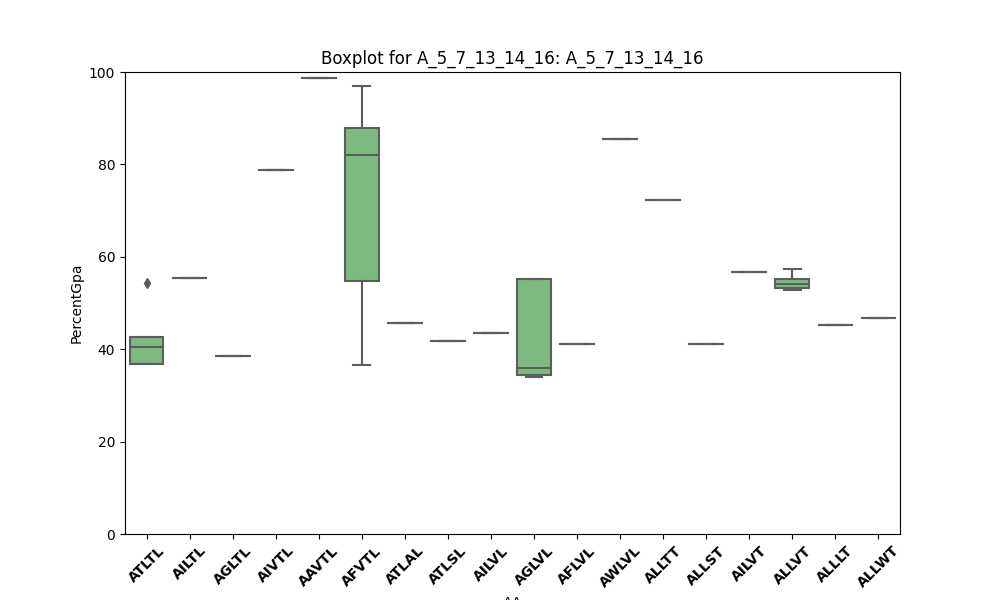 Boxplot for A_5_7_13_14_16: A_5_7_13_14_16
100
80
60
40
20
0
PercentGpa
ATLTL
AILTL
AGLTL
AIVTL
AAVTL
AFVTL
ATLAL
ATLSL
AILVL
AGLVL
AFLVL
AWLVL
ALLTT
ALLST
AILVT
ALLVT
ALLLT
ALLWT